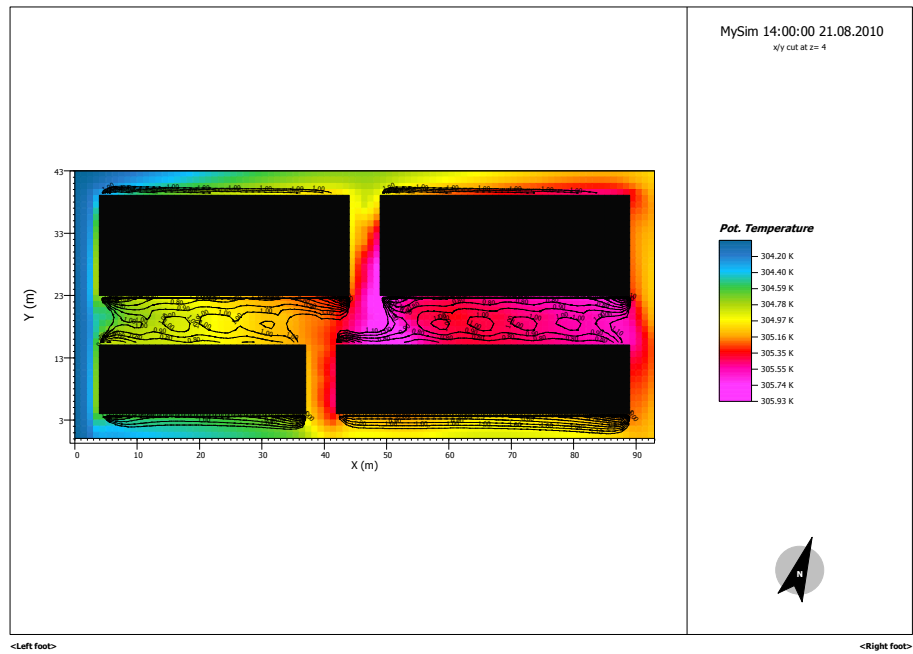 MySim 14:00:00 21.08.2010
x/y cut at z= 4
43
33
23
13
3
Y (m)
0 10 20 30 40 50 60 70 80 90
X (m)
Pot. Temperature
304.20 K
304.40 K
304.59 K
304.78 K
304.97 K
305.16 K
305.35 K
305.55 K
305.74 K
305.93 K
N
<Left foot> <Right foot>